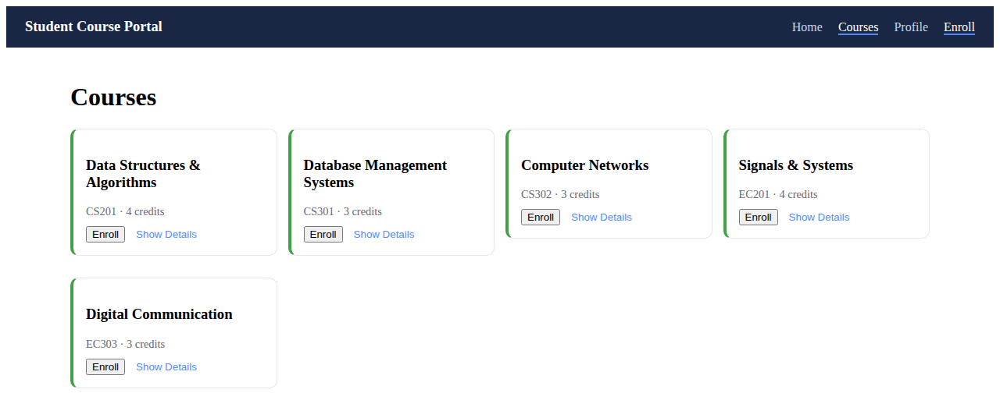 Student Course Portal
Home Courses Profile Enroll
Courses
Data Structures &
Algorithms
CS201 · 4 credits
Enroll Show Details
Database Management
Systems
CS301 · 3 credits
Enroll Show Details
Computer Networks
CS302 · 3 credits
Enroll Show Details
Signals & Systems
EC201 · 4 credits
Enroll Show Details
Digital Communication
EC303 · 3 credits
Enroll Show Details